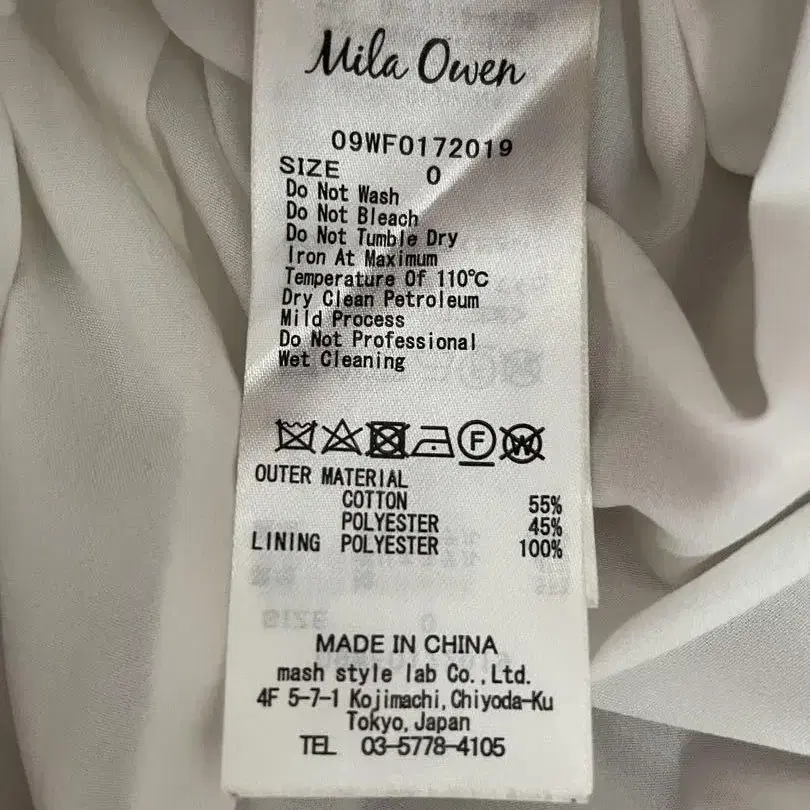 Mila Owen
09WF0172019
SIZE 0
Do Not Wash
Do Not Bleach
Do Not Tumble Dry
Iron At Maximum
Temperature Of 110℃
Dry Clean Petroleum
Mild Process
Do Not Professional
Wet Cleaning
F W
OUTER MATERIAL
COTTON 55%
POLYESTER 45%
LINING POLYESTER 100%
MADE IN CHINA
mash style lab Co.,Ltd.
4F 5-7-1 Kojimachi,Chiyoda-Ku
Tokyo,Japan
TEL 03-5778-4105